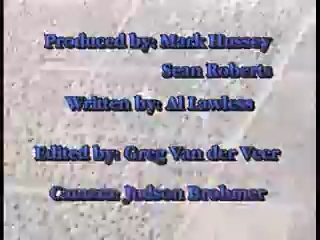 Produced by: Mark Hussey
Sean Roberts
Written by: Al Lawless
Edited by: Greg Van der Veer
Camera: Judson Brohmer